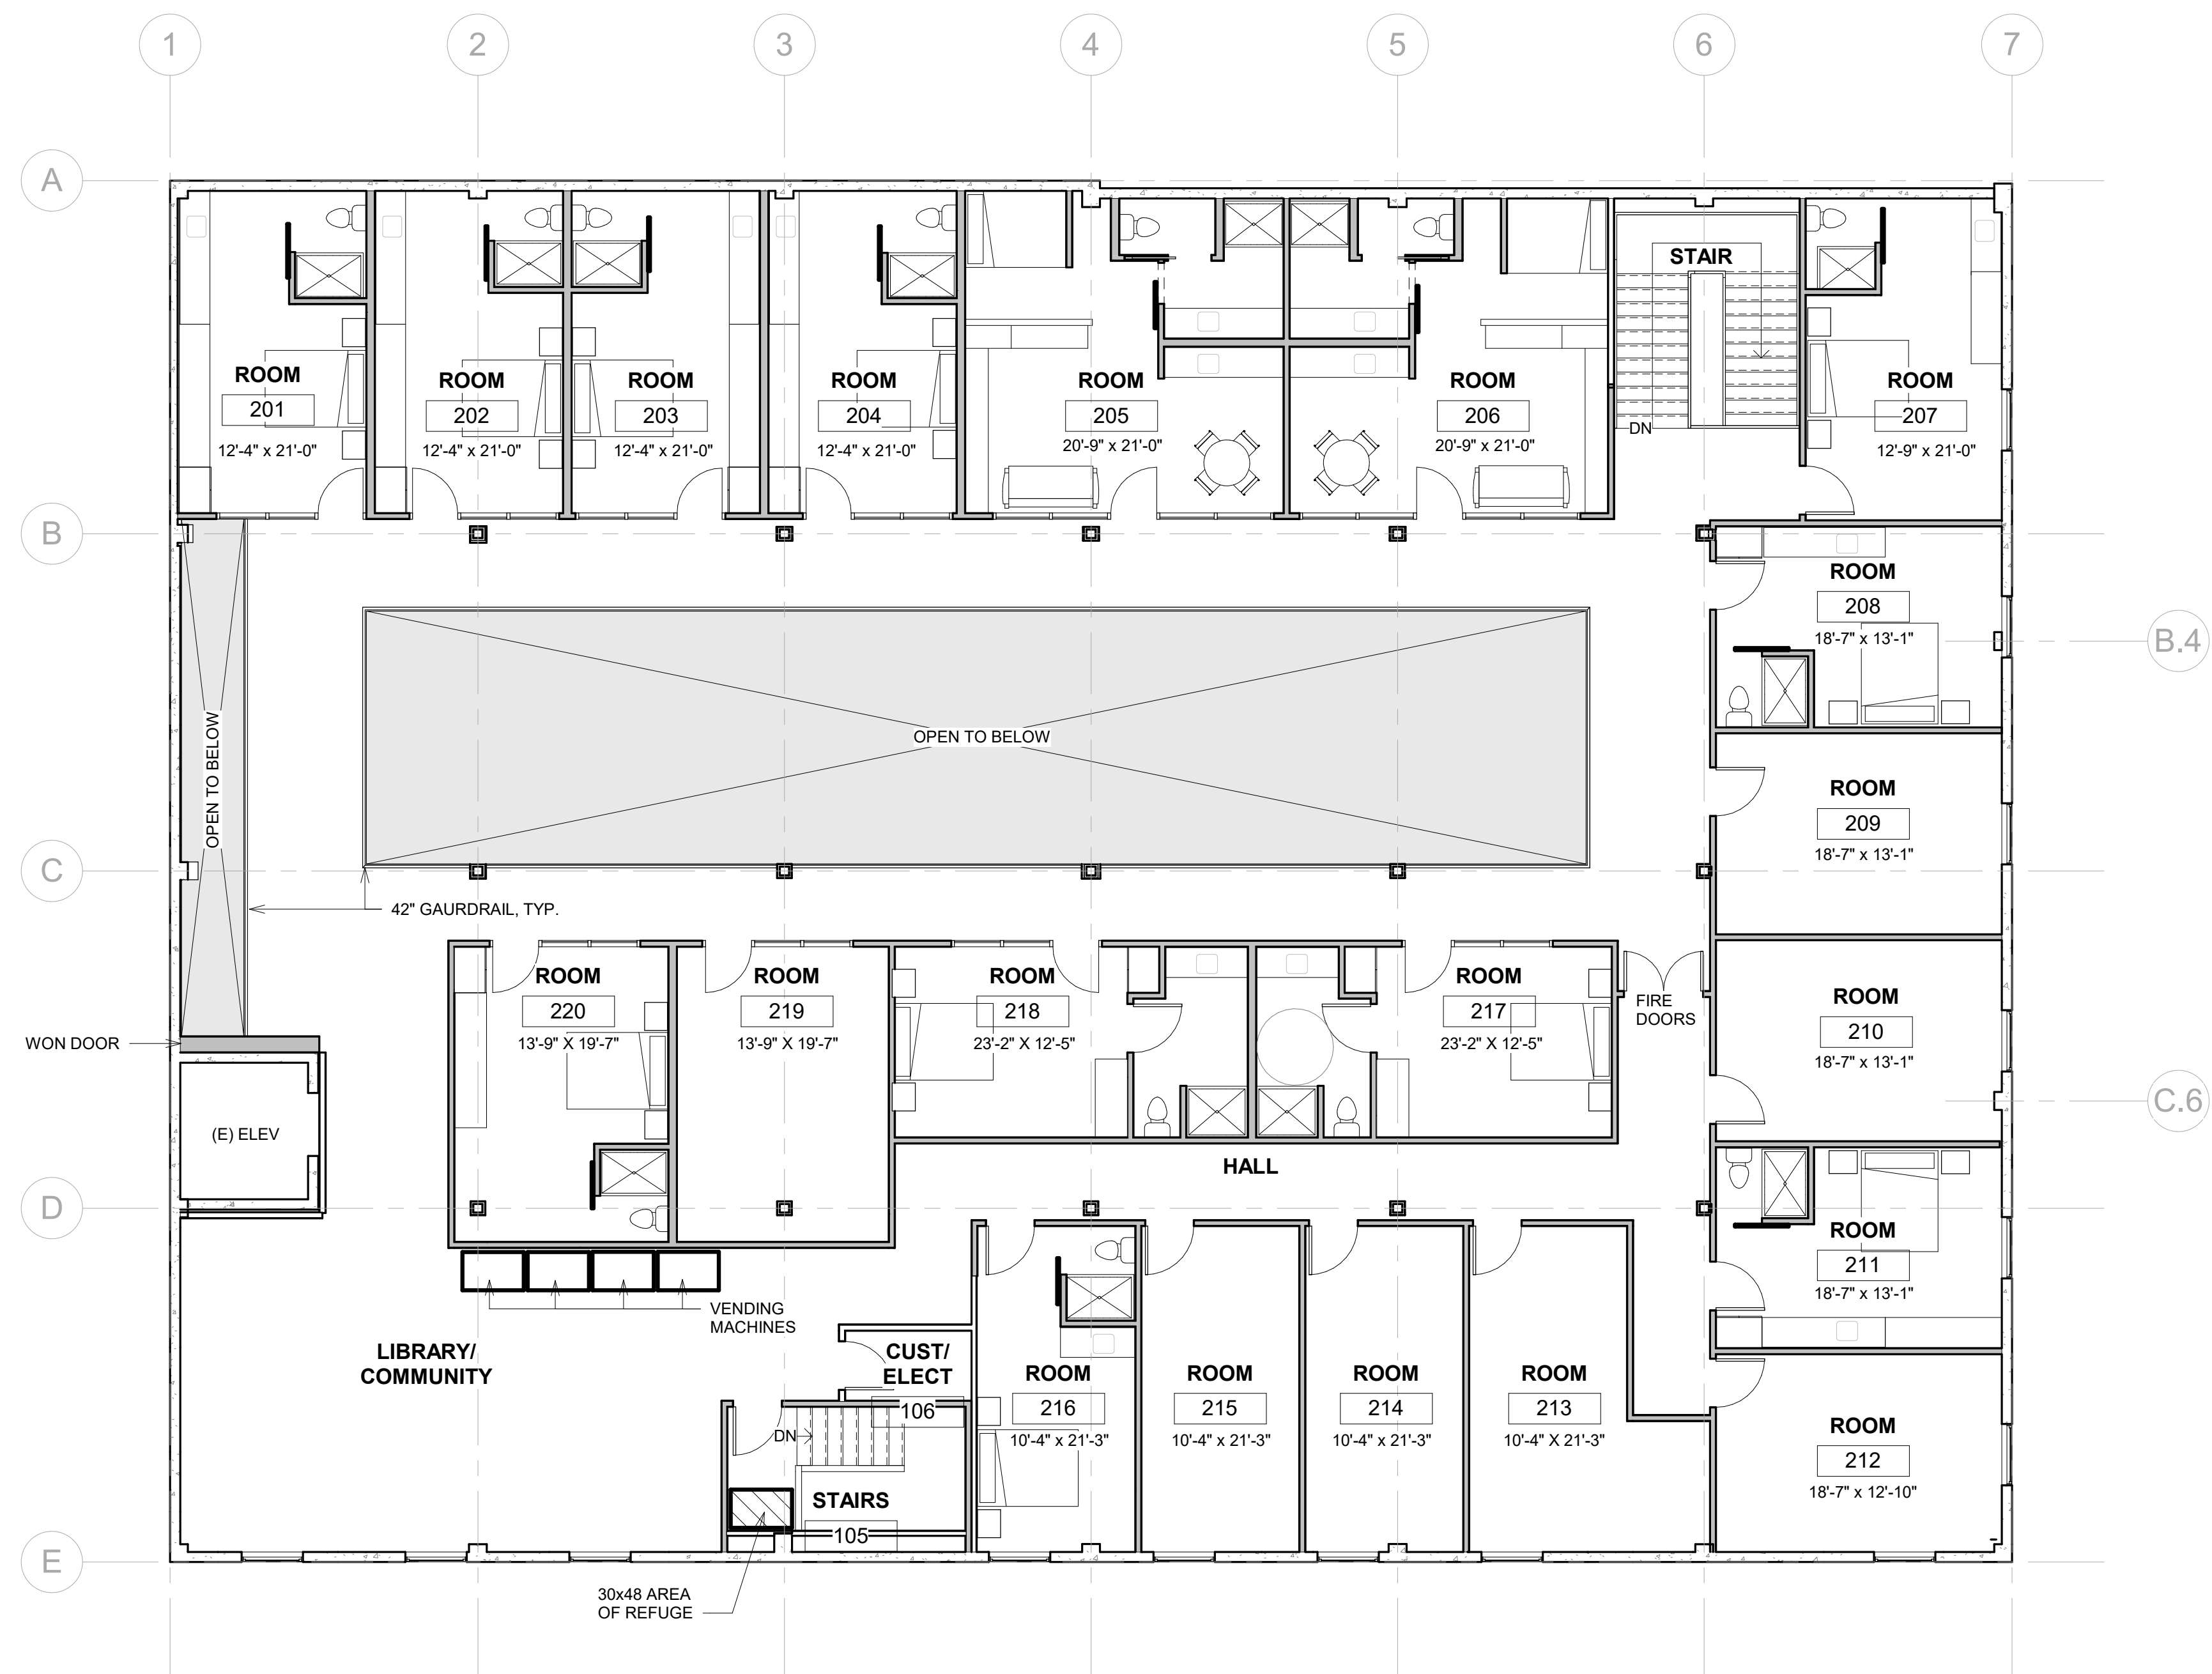 1
2
3
4
5
6
7
A
B
C
D
E
B.4
C.6
ROOM
201
12'-4" x 21'-0"
ROOM
202
12'-4" x 21'-0"
ROOM
203
12'-4" x 21'-0"
ROOM
204
12'-4" x 21'-0"
ROOM
205
20'-9" x 21'-0"
ROOM
206
20'-9" x 21'-0"
STAIR
DN
ROOM
207
12'-9" x 21'-0"
ROOM
208
18'-7" x 13'-1"
OPEN TO BELOW
OPEN TO BELOW
ROOM
209
18'-7" x 13'-1"
42" GAURDRAIL, TYP.
WON DOOR
(E) ELEV
ROOM
220
13'-9" X 19'-7"
ROOM
219
13'-9" X 19'-7"
ROOM
218
23'-2" X 12'-5"
ROOM
217
23'-2" X 12'-5"
FIRE
DOORS
ROOM
210
18'-7" x 13'-1"
HALL
ROOM
211
18'-7" x 13'-1"
VENDING
MACHINES
LIBRARY/
COMMUNITY
CUST/
ELECT
106
DN
STAIRS
105
ROOM
216
10'-4" x 21'-3"
ROOM
215
10'-4" x 21'-3"
ROOM
214
10'-4" x 21'-3"
ROOM
213
10'-4" X 21'-3"
ROOM
212
18'-7" x 12'-10"
30x48 AREA
OF REFUGE